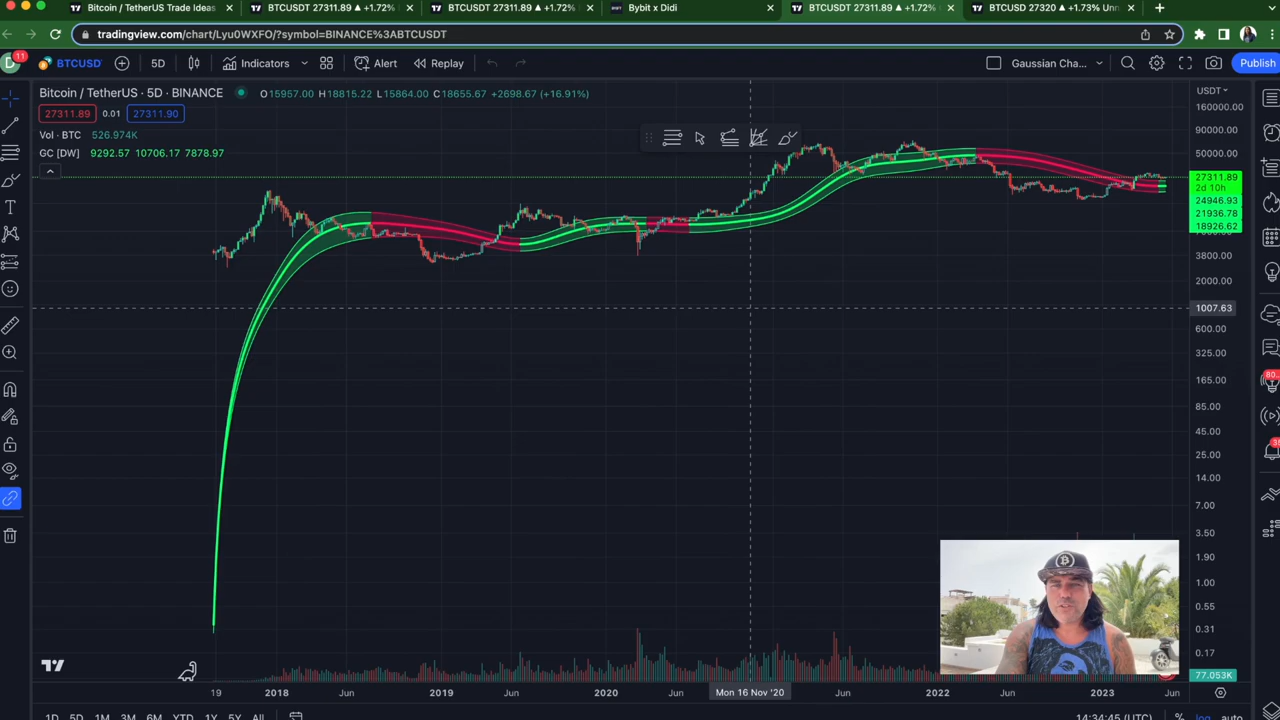 Bitcoin / TetherUS Trade Ideas
BTCUSDT 27311.89 ▲ +1.72%
BTCUSDT 27311.89 ▲ +1.72%
Bybit x Didi
BTCUSDT 27311.89 ▲ +1.72%
BTCUSD 27320 ▲ +1.73% Unn
tradingview.com/chart/Lyu0WXFO/?symbol=BINANCE%3ABTCUSDT
11
BTCUSD
5D
Indicators
Alert
Replay
Gaussian Cha...
Publish
Bitcoin / TetherUS · 5D · BINANCE
O15957.00 H18815.22 L15864.00 C18655.67 +2698.67 (+16.91%)
USDT
27311.89
0.01
27311.90
Vol · BTC 526.974K
GC [DW] 9292.57 10706.17 7878.97
160000.00
90000.00
50000.00
27311.89
2d 10h
24946.93
21936.78
18926.62
3800.00
2000.00
1007.63
600.00
325.00
165.00
85.00
45.00
25.00
14.00
7.00
3.50
1.90
1.00
0.55
0.31
0.17
77.053K
19
2018
Jun
2019
Jun
2020
Jun
Mon 16 Nov '20
Jun
2022
Jun
2023
Jun
1D 5D 1M 3M 6M YTD 1Y 5Y All
14:34:45 (UTC+2)
% log auto